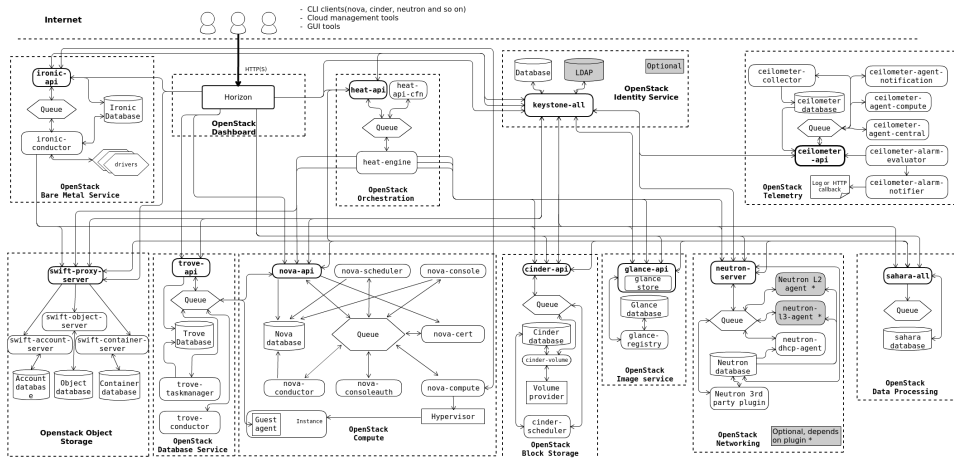 Internet
- CLI clients(nova, cinder, neutron and so on)
- Cloud management tools
- GUI tools
HTTP(S)
ironic-
api
Queue
Ironic
Database
ironic-
conductor
drivers
OpenStack
Bare Metal Service
Horizon
OpenStack
Dashboard
heat-api
heat-
api-cfn
Queue
heat-engine
OpenStack
Orchestration
Database
LDAP
Optional
keystone-all
OpenStack
Identity Service
ceilometer-
collector
ceilometer-agent-
notification
ceilometer
database
ceilometer-
agent-compute
Queue
ceilometer-
agent-central
ceilometer
-api
ceilometer-alarm-
evaluator
Log or HTTP
callback
ceilometer-alarm-
notifier
OpenStack
Telemetry
swift-proxy-
server
swift-object-
server
swift-account-
server
swift-container-
server
Account
databas
e
Object
database
Container
database
Openstack Object
Storage
trove-
api
Queue
Trove
Database
trove-
taskmanager
trove-
conductor
OpenStack
Database Service
nova-api
nova-scheduler
nova-console
Nova
database
Queue
nova-cert
nova-
conductor
nova-
consoleauth
nova-compute
Guest
agent
Instance
Hypervisor
OpenStack
Compute
cinder-api
Queue
Cinder
database
cinder-volume
Volume
provider
cinder-
scheduler
OpenStack
Block Storage
glance-api
glance
store
Glance
database
glance-
registry
OpenStack
Image service
neutron-
server
Neutron L2
agent *
Queue
neutron-
l3-agent *
neutron-
dhcp-agent
Neutron
database
Neutron 3rd
party plugin
OpenStack
Networking
Optional, depends
on plugin *
sahara-all
Queue
sahara
database
OpenStack
Data Processing